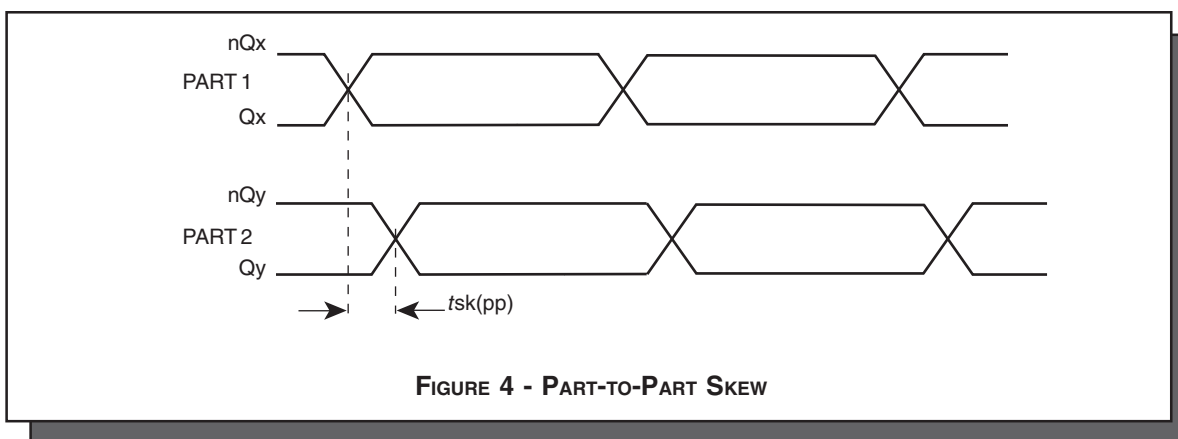 nQx
PART 1
Qx
nQy
PART 2
Qy
tsk(pp)
FIGURE 4 - PART-TO-PART SKEW